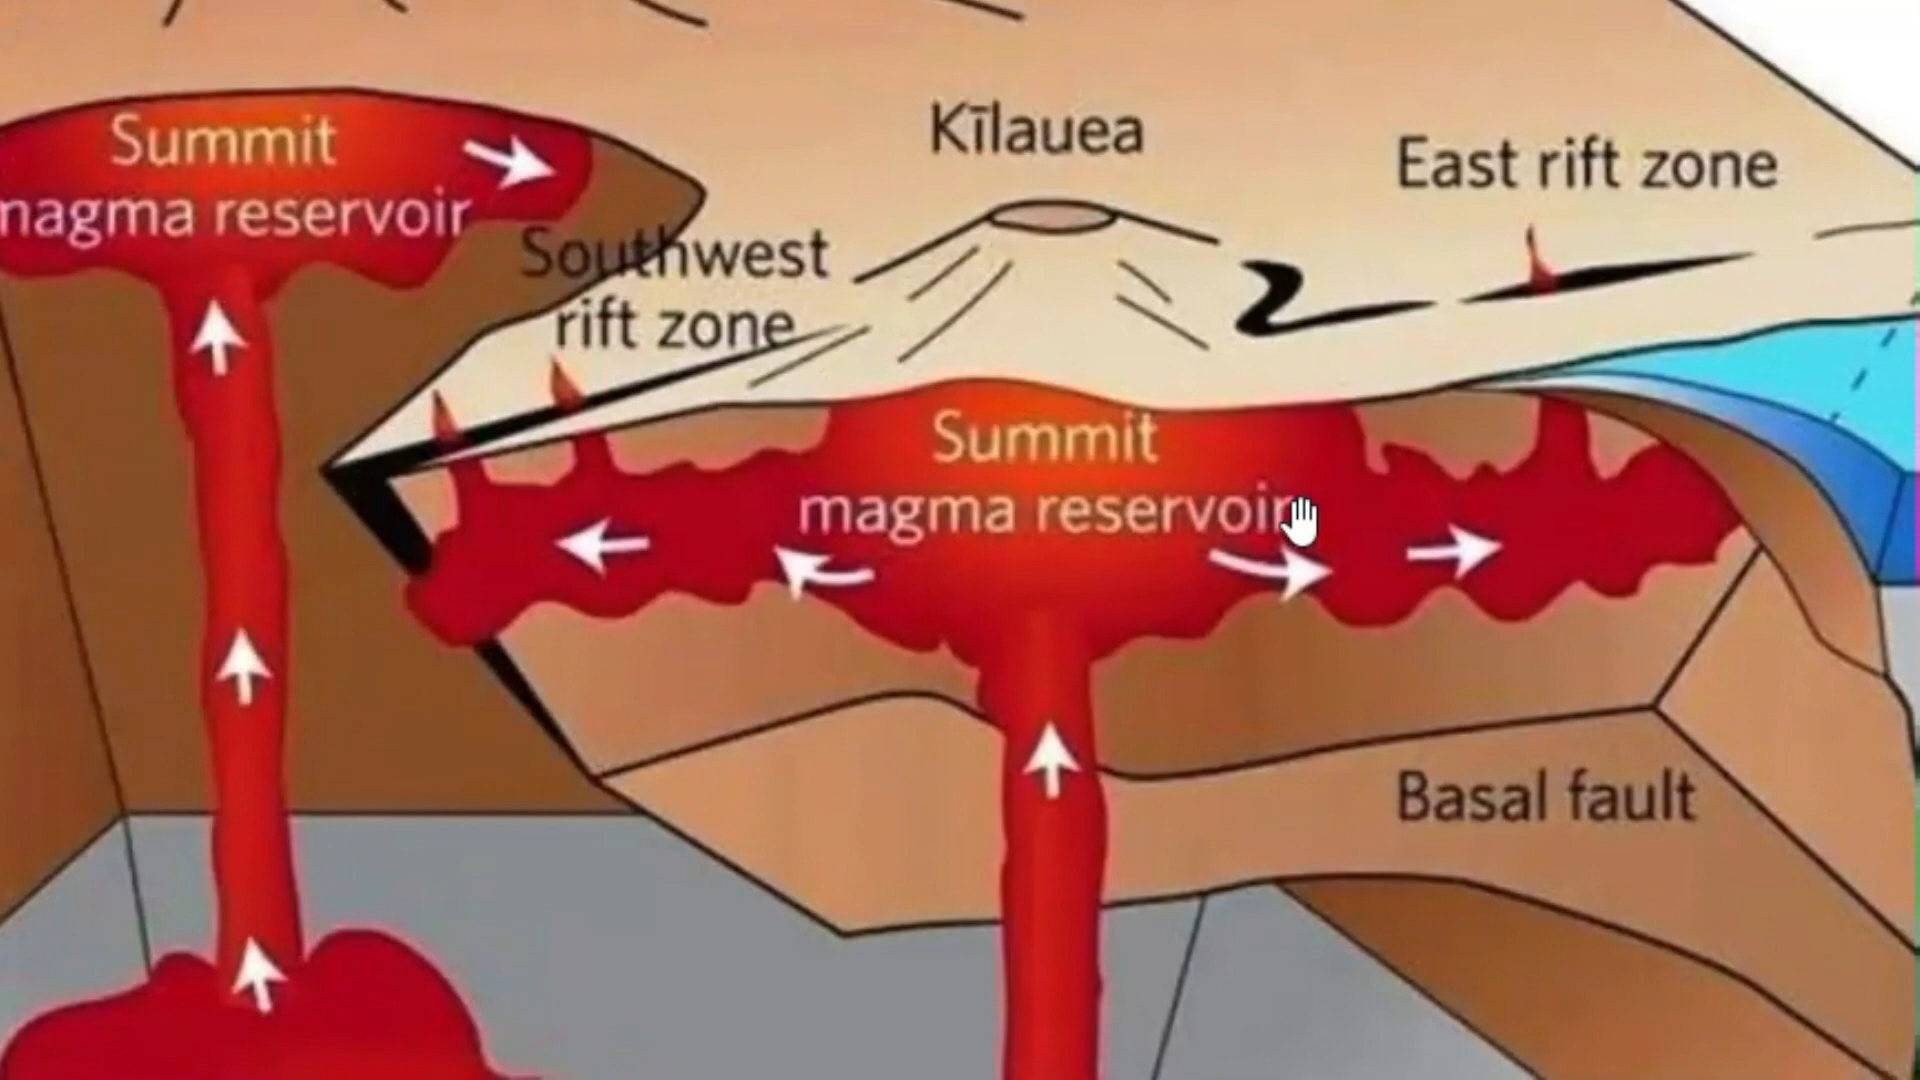 Summit
magma reservoir
Kīlauea
East rift zone
Southwest
rift zone
Summit
magma reservoir
Basal fault